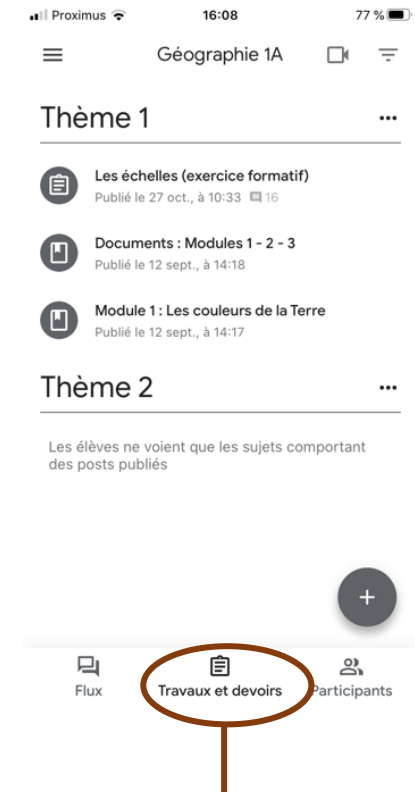 Proximus 16:08 77 %
Géographie 1A
Thème 1
Les échelles (exercice formatif)
Publié le 27 oct., à 10:33 16
Documents : Modules 1 - 2 - 3
Publié le 12 sept., à 14:18
Module 1 : Les couleurs de la Terre
Publié le 12 sept., à 14:17
Thème 2
Les élèves ne voient que les sujets comportant
des posts publiés
Flux Travaux et devoirs Participants